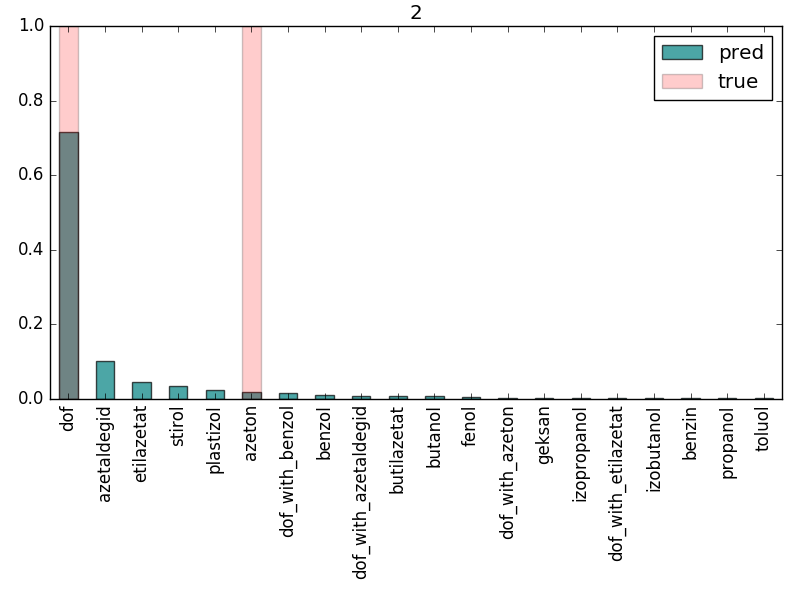 2
1.0
0.8
0.6
0.4
0.2
0.0
pred
true
dof
azetaldegid
etilazetat
stirol
plastizol
azeton
dof_with_benzol
benzol
dof_with_azetaldegid
butilazetat
butanol
fenol
dof_with_azeton
geksan
izopropanol
dof_with_etilazetat
izobutanol
benzin
propanol
toluol